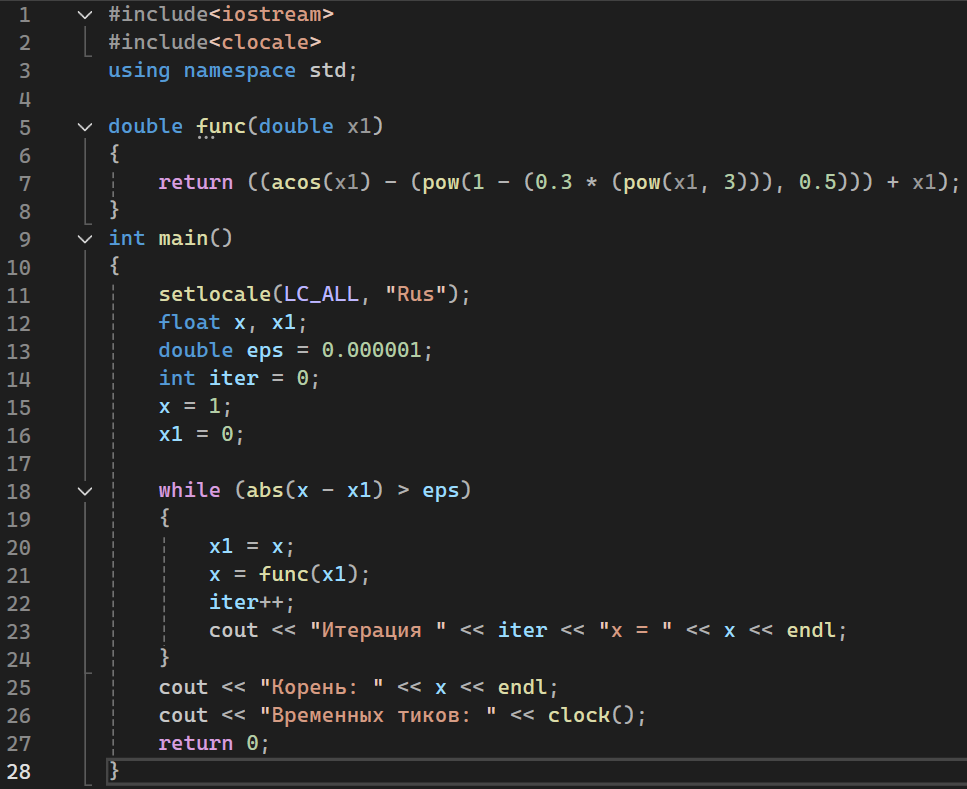 1 #include<iostream>
2 #include<clocale>
3 using namespace std;
4
5 double func(double x1)
6 {
7 return ((acos(x1) - (pow(1 - (0.3 * (pow(x1, 3))), 0.5))) + x1);
8 }
9 int main()
10 {
11 setlocale(LC_ALL, "Rus");
12 float x, x1;
13 double eps = 0.000001;
14 int iter = 0;
15 x = 1;
16 x1 = 0;
17
18 while (abs(x - x1) > eps)
19 {
20 x1 = x;
21 x = func(x1);
22 iter++;
23 cout << "Итерация " << iter << "x = " << x << endl;
24 }
25 cout << "Корень: " << x << endl;
26 cout << "Временных тиков: " << clock();
27 return 0;
28 }